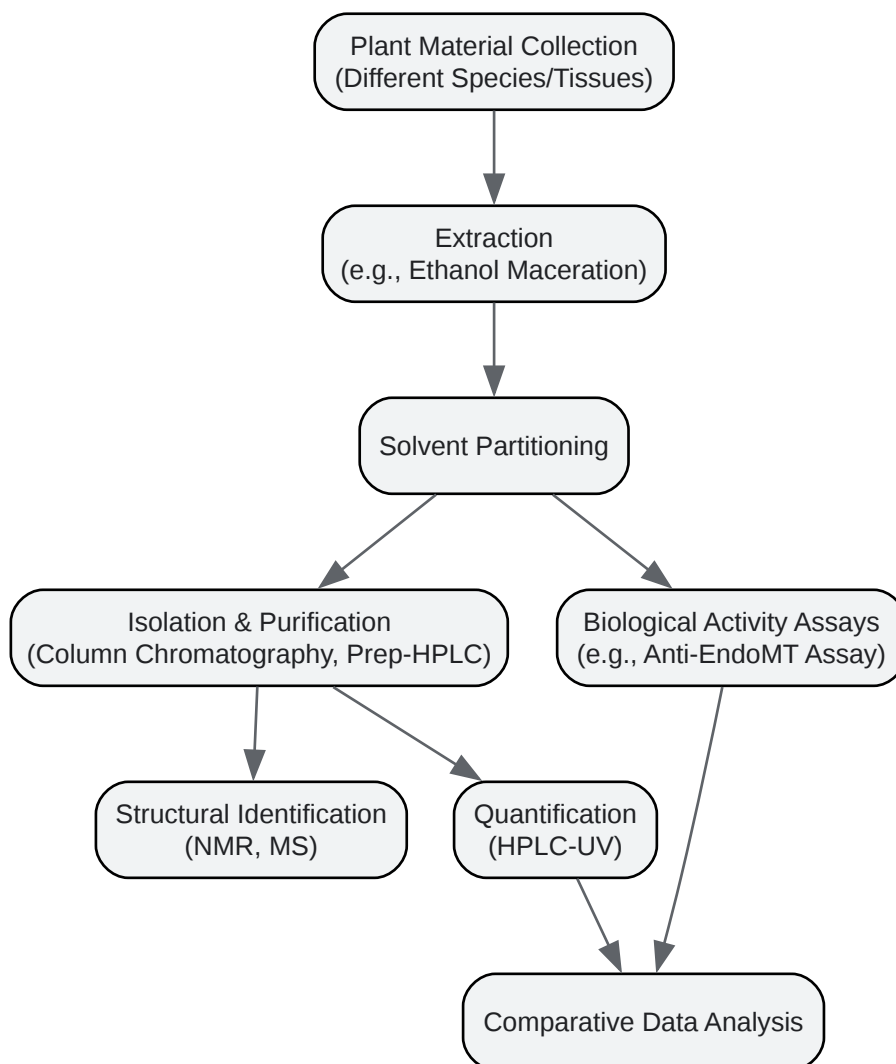 Plant Material Collection
(Different Species/Tissues)
Extraction
(e.g., Ethanol Maceration)
Solvent Partitioning
Isolation & Purification
(Column Chromatography, Prep-HPLC)
Biological Activity Assays
(e.g., Anti-EndoMT Assay)
Structural Identification
(NMR, MS)
Quantification
(HPLC-UV)
Comparative Data Analysis